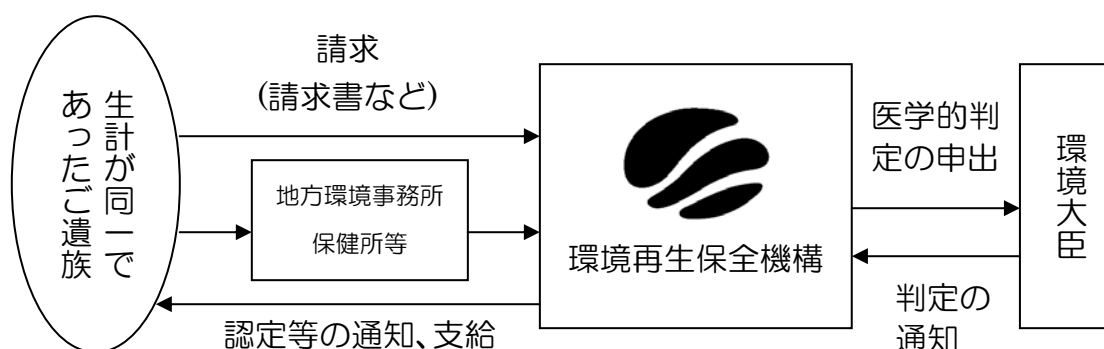 生計が同一で
あったご遺族
請求
(請求書など)
地方環境事務所
保健所等
認定等の通知、支給
環境再生保全機構
医学的判
定の申出
判定の
通知
環境大臣